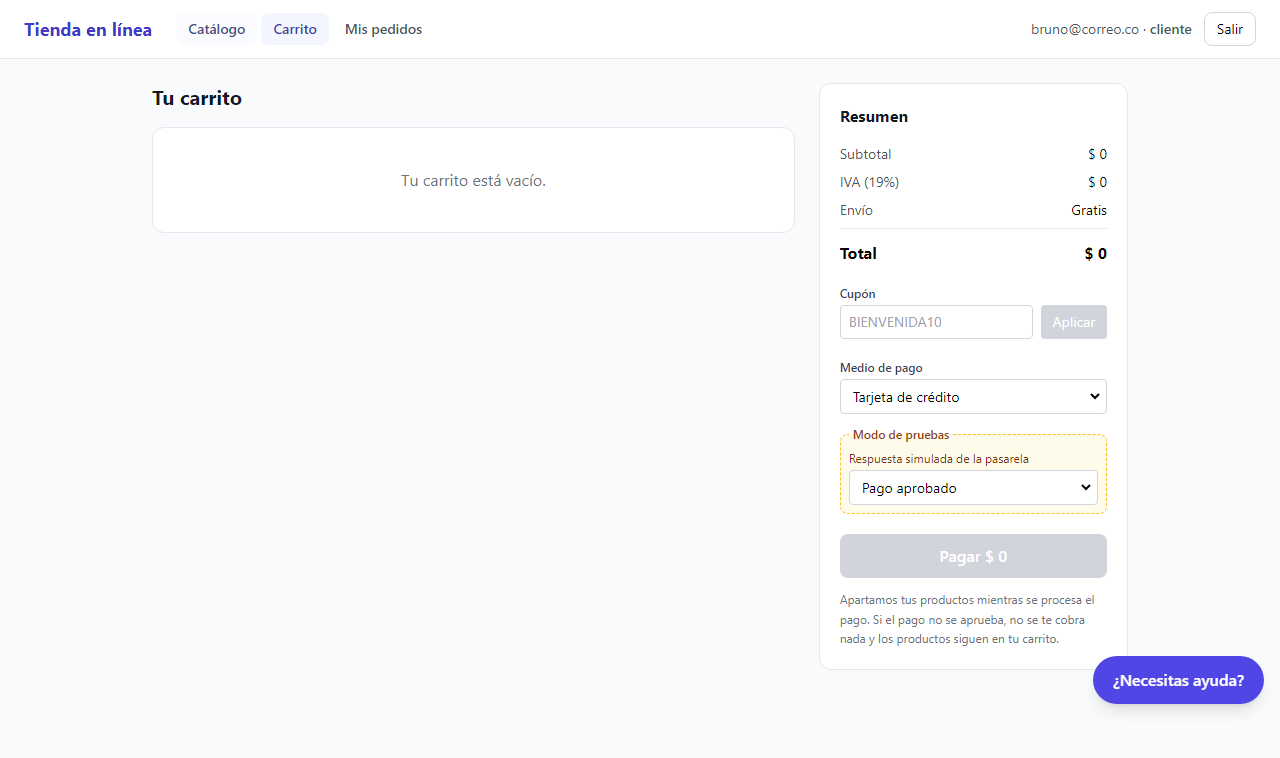 Tienda en línea
Catálogo
Carrito
Mis pedidos
bruno@correo.co · cliente
Salir
Tu carrito
Tu carrito está vacío.
Resumen
Subtotal $ 0
IVA (19%) $ 0
Envío Gratis
Total $ 0
Cupón
BIENVENIDA10
Aplicar
Medio de pago
Tarjeta de crédito
Modo de pruebas
Respuesta simulada de la pasarela
Pago aprobado
Pagar $ 0
Apartamos tus productos mientras se procesa el
pago. Si el pago no se aprueba, no se te cobra
nada y los productos siguen en tu carrito.
¿Necesitas ayuda?